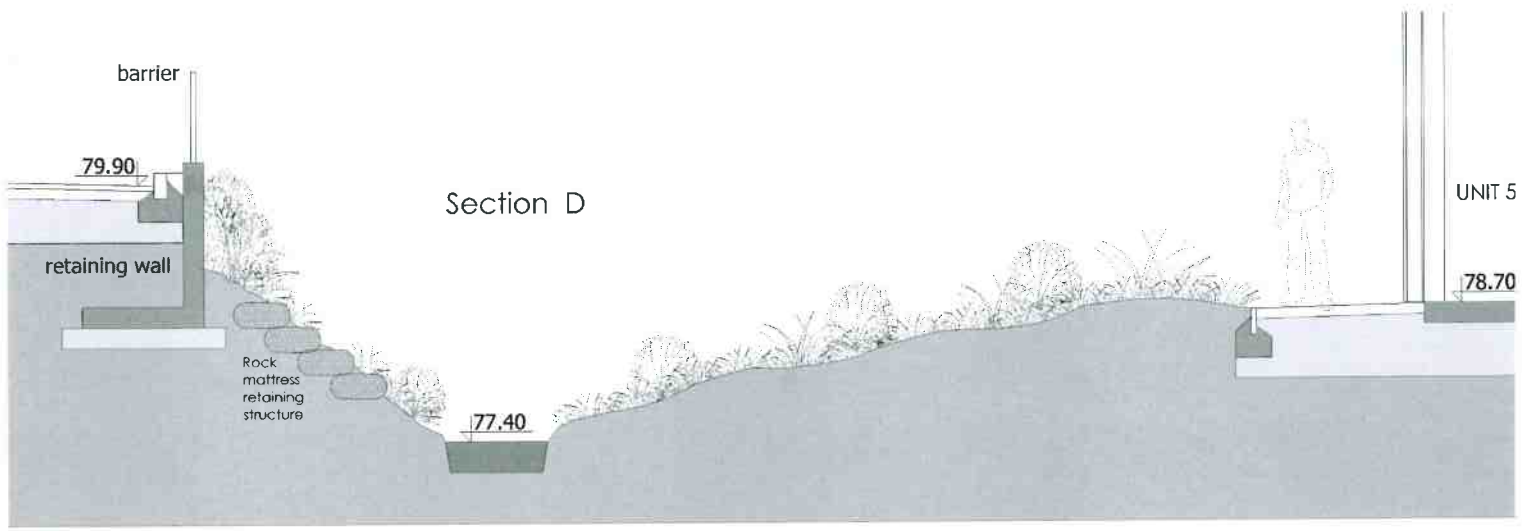 barrier
79.90
Section D
UNIT 5
retaining wall
78.70
Rock
mattress
retaining
structure
77.40